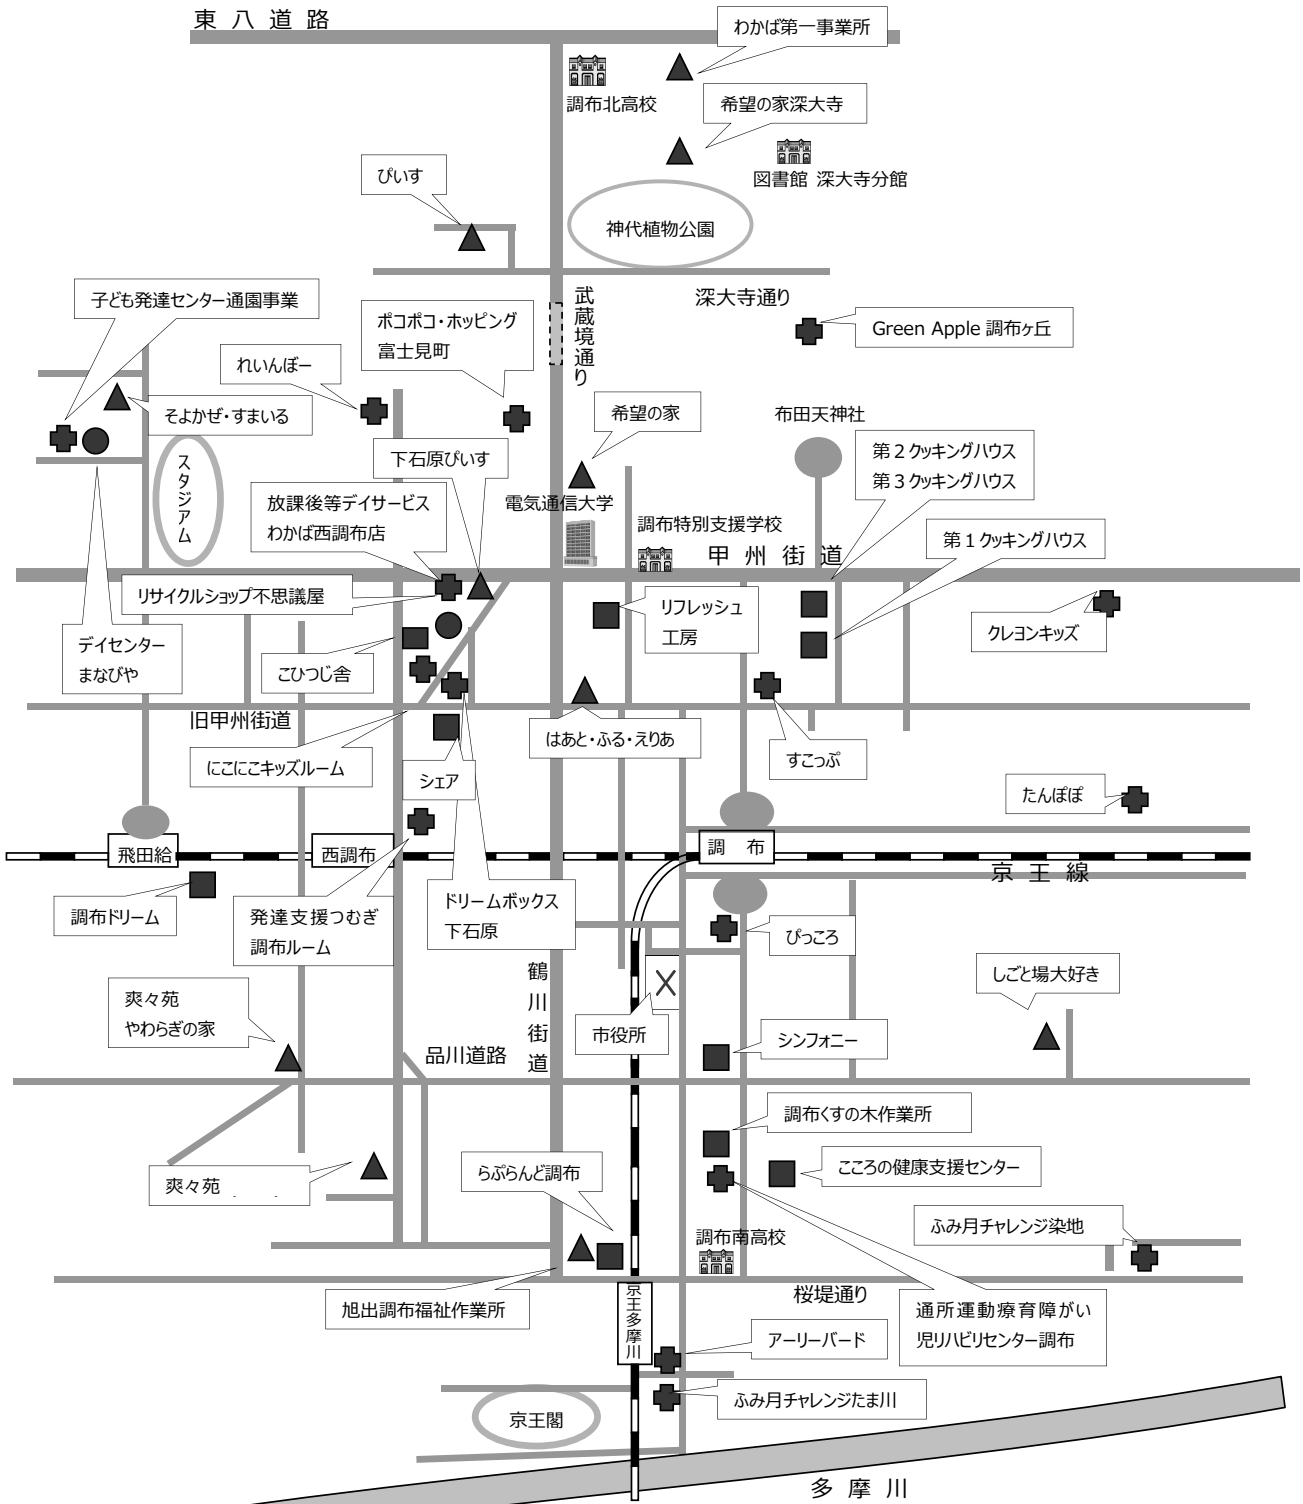 東八道路
わかば第一事業所
調布北高校
希望の家深大寺
図書館 深大寺分館
ぴいす
神代植物公園
子ども発達センター通園事業
武蔵境通り
深大寺通り
ポコポコ・ホッピング
富士見町
Green Apple 調布ヶ丘
れいんぼー
そよかぜ・すまいる
希望の家
布田天神社
スタジアム
下石原ぴいす
第2クッキングハウス
第3クッキングハウス
放課後等デイサービス
わかば西調布店
電気通信大学
調布特別支援学校
甲州街道
第1クッキングハウス
リサイクルショップ不思議屋
リフレッシュ
工房
クレヨンキッズ
デイセンター
まなびや
こひつじ舎
旧甲州街道
はあと・ふる・えりあ
すこっぷ
にこにこキッズルーム
シェア
たんぽぽ
飛田給
西調布
調布
京王線
調布ドリーム
発達支援つむぎ
調布ルーム
ドリームボックス
下石原
ぴっころ
鶴川街道
しごと場大好き
爽々苑
やわらぎの家
市役所
シンフォニー
品川道路
調布くすの木作業所
らぷらんど調布
こころの健康支援センター
爽々苑
ふみ月チャレンジ染地
調布南高校
桜堤通り
旭出調布福祉作業所
京王多摩川
通所運動療育障がい
児リハビリセンター調布
アーリーバード
ふみ月チャレンジたま川
京王閣
多摩川